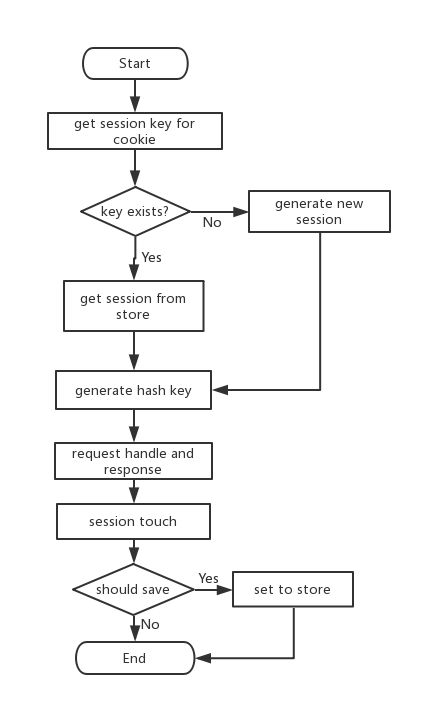 Start
get session key for
cookie
key exists?
No
generate new
session
Yes
get session from
store
generate hash key
request handle and
response
session touch
should save
Yes
set to store
No
End